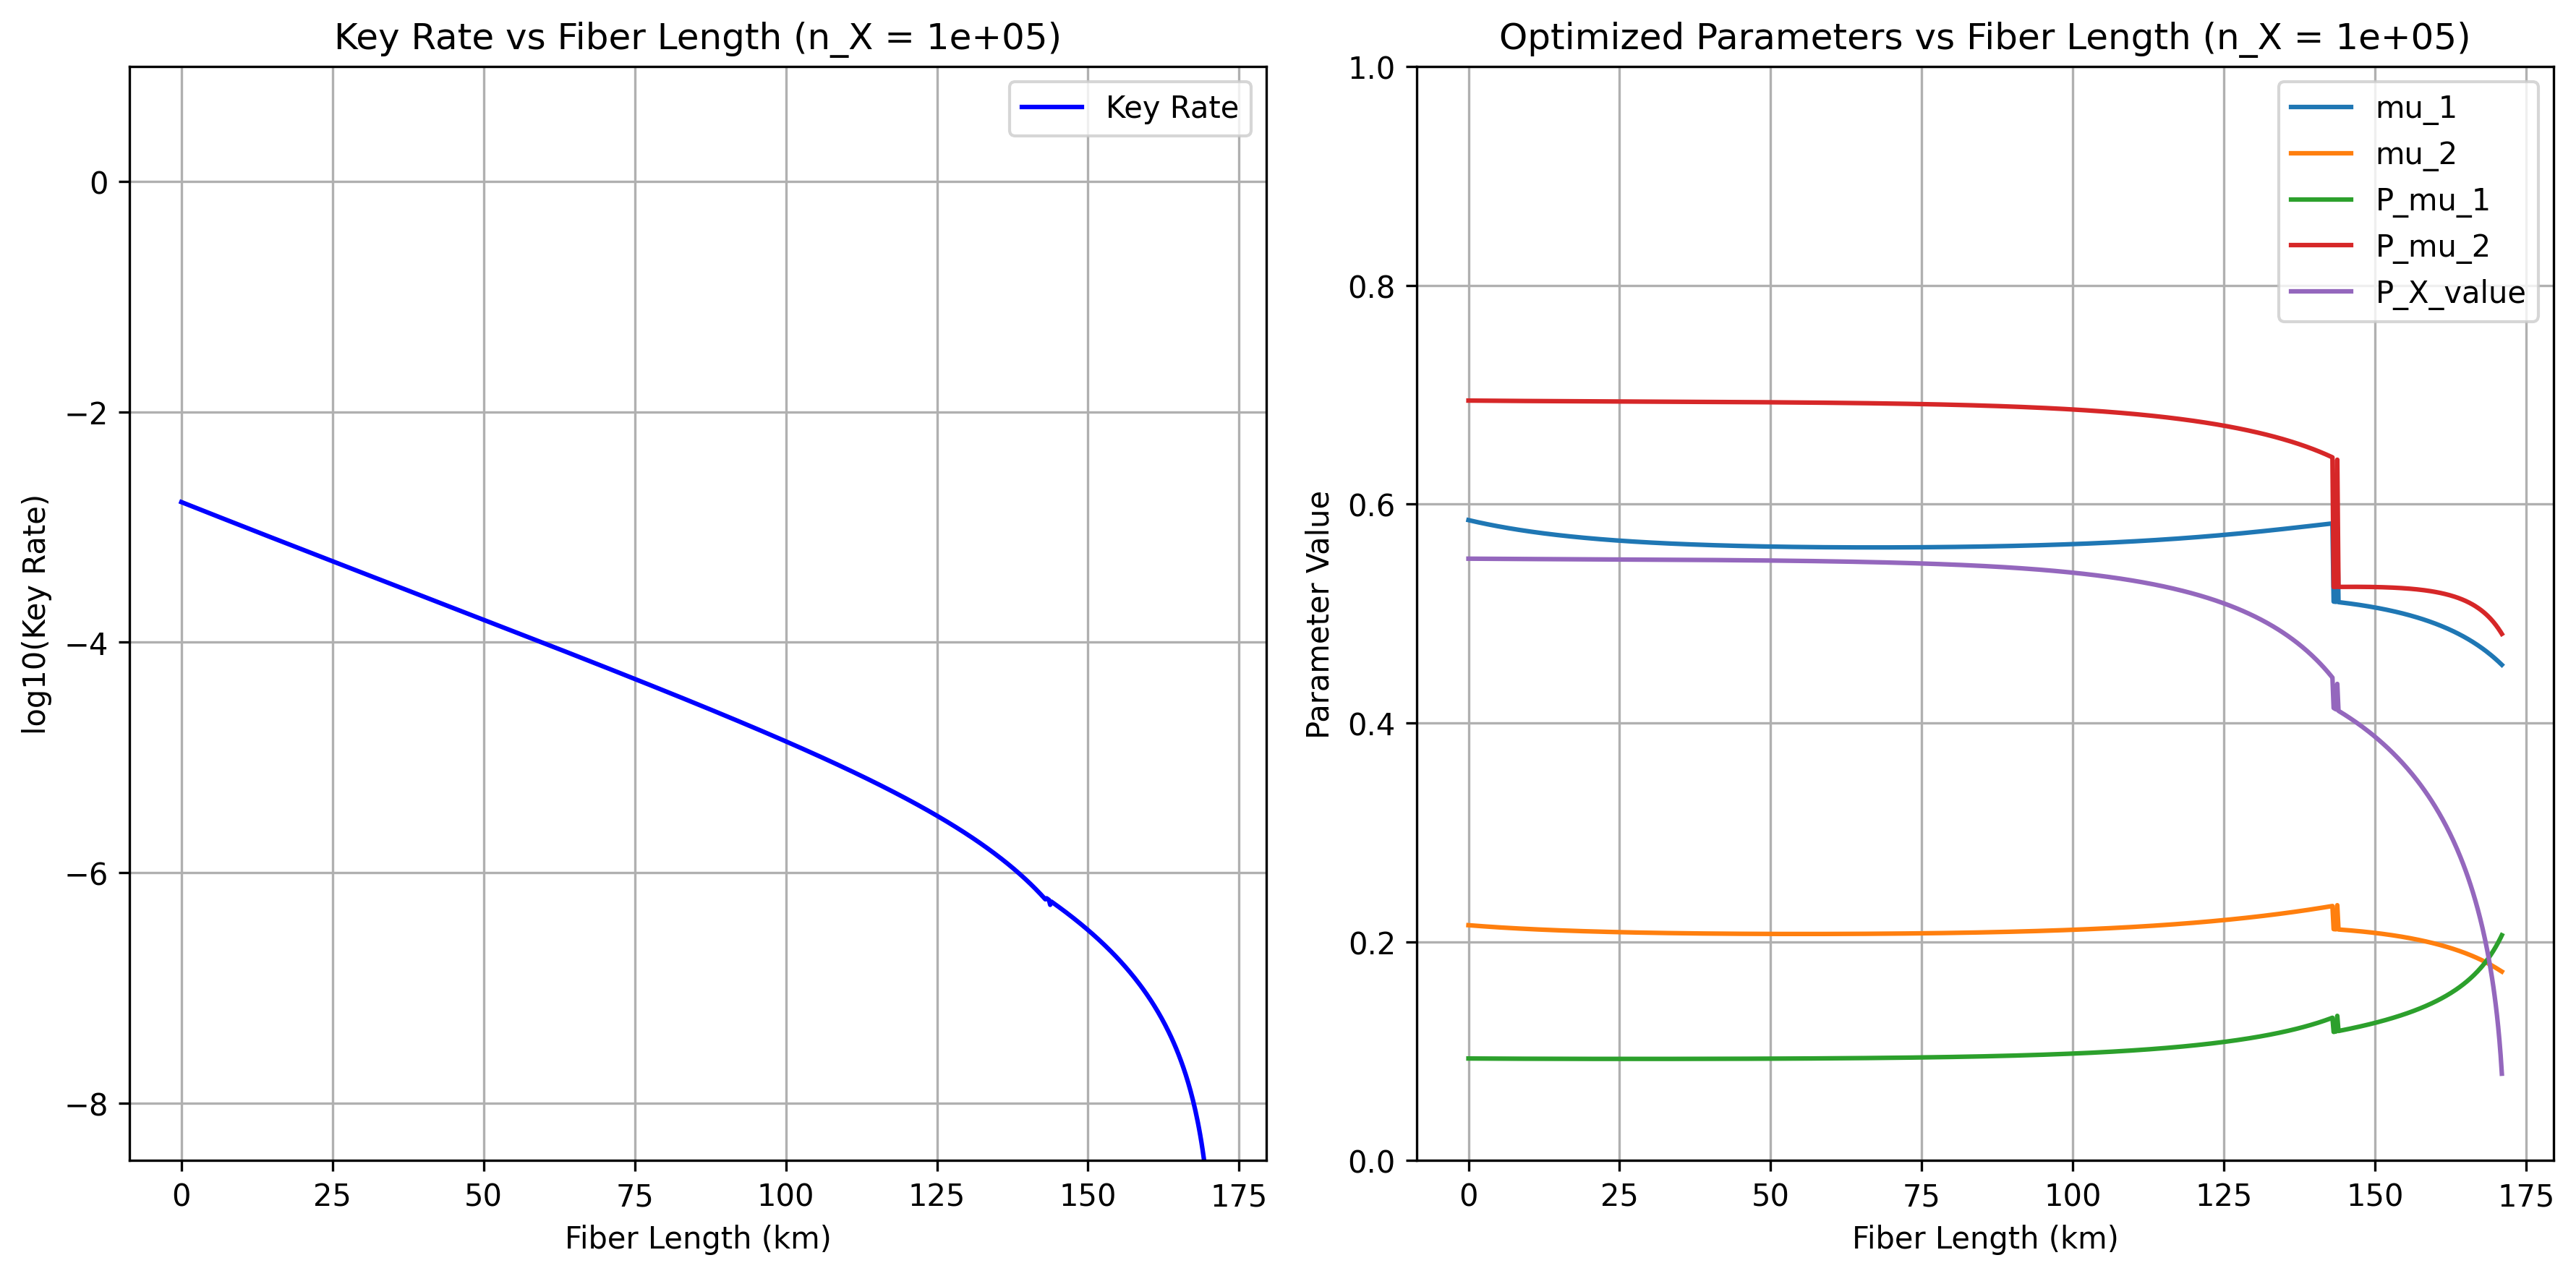 Key Rate vs Fiber Length (n_X = 1e+05)
Key Rate
0
−2
−4
−6
−8
log10(Key Rate)
0 25 50 75 100 125 150 175
Fiber Length (km)
Optimized Parameters vs Fiber Length (n_X = 1e+05)
mu_1
mu_2
P_mu_1
P_mu_2
P_X_value
1.0
0.8
0.6
0.4
0.2
0.0
Parameter Value
0 25 50 75 100 125 150 175
Fiber Length (km)